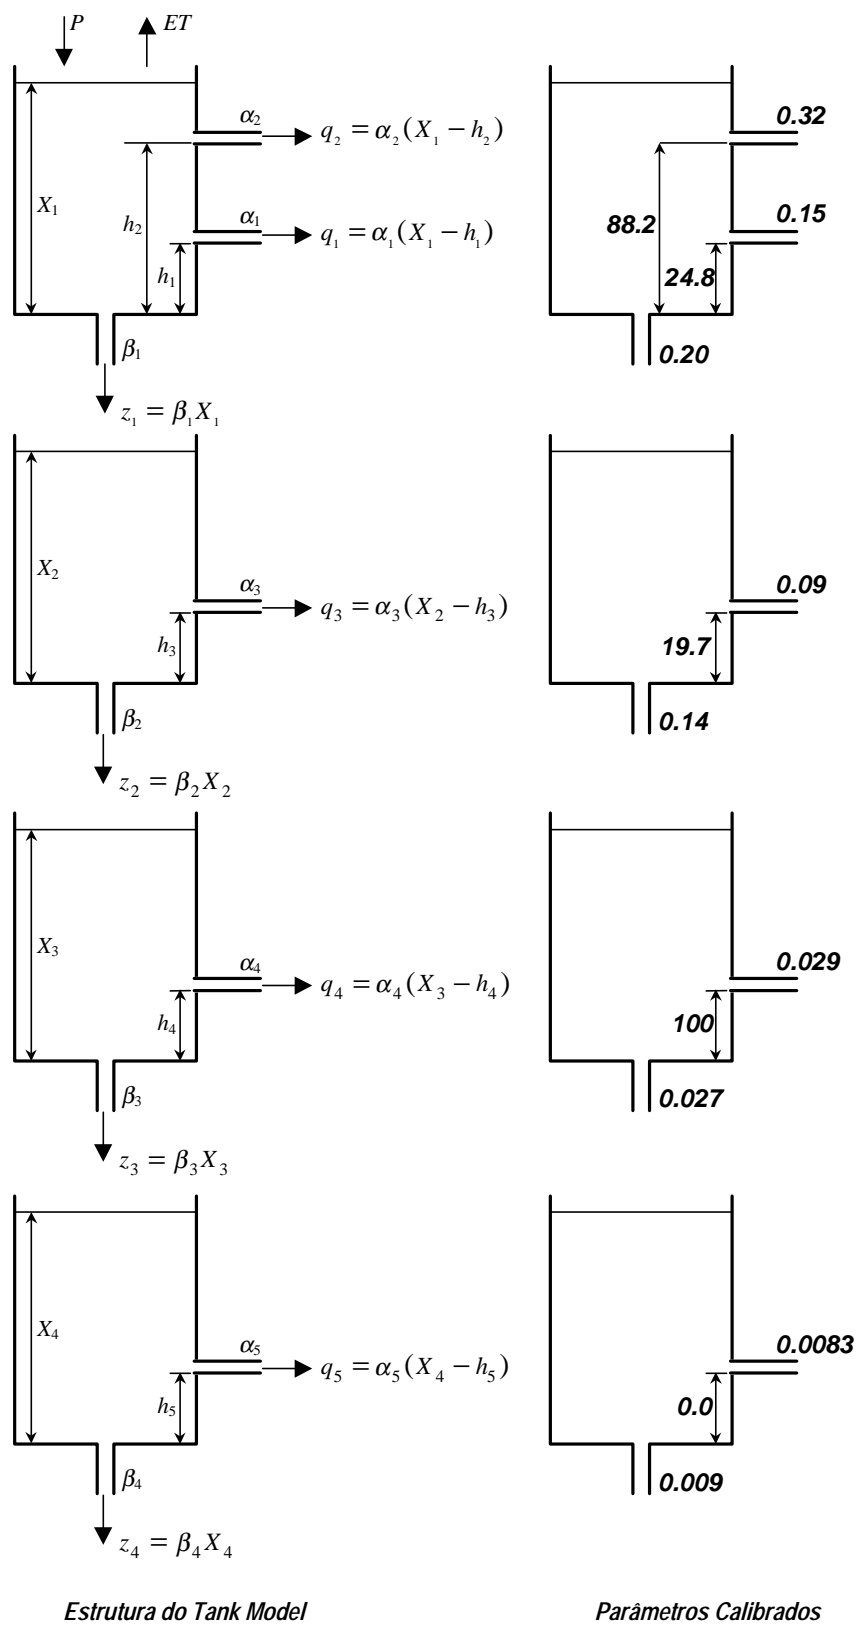 P ET
α₂ q₂ = α₂(X₁ − h₂) 0.32
X₁ h₂ α₁ q₁ = α₁(X₁ − h₁) 88.2 0.15
h₁ 24.8
β₁ 0.20
z₁ = β₁X₁
X₂ α₃ q₃ = α₃(X₂ − h₃) 0.09
h₃ 19.7
β₂ 0.14
z₂ = β₂X₂
X₃ α₄ q₄ = α₄(X₃ − h₄) 0.029
h₄ 100
β₃ 0.027
z₃ = β₃X₃
X₄ α₅ q₅ = α₅(X₄ − h₅) 0.0083
h₅ 0.0
β₄ 0.009
z₄ = β₄X₄
Estrutura do Tank Model Parâmetros Calibrados